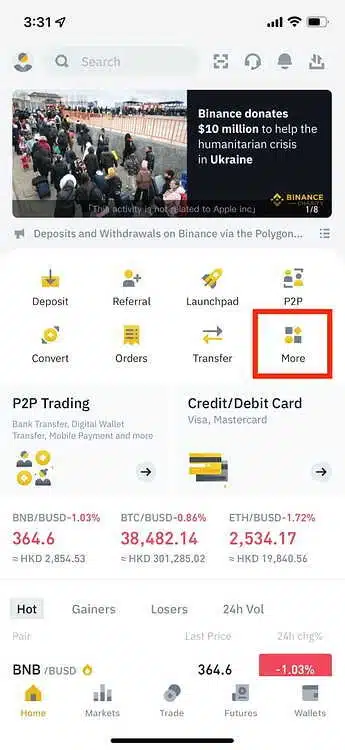 3:31
Search
Binance donates
$10 million to help the
humanitarian crisis
in Ukraine
BINANCE
CHARITY
「This activity is not related to Apple inc」
1/8
Deposits and Withdrawals on Binance via the Polygon...
Deposit Referral Launchpad P2P
Convert Orders Transfer More
P2P Trading
Bank Transfer, Digital Wallet
Transfer, Mobile Payment and more
Credit/Debit Card
Visa, Mastercard
BNB/BUSD-1.03% BTC/BUSD-0.86% ETH/BUSD-1.72%
364.6 38,482.14 2,534.17
≈ HKD 2,854.53 ≈ HKD 301,285.02 ≈ HKD 19,840.56
Hot Gainers Losers 24h Vol
Pair Last Price 24h chg%
BNB /BUSD 364.6 -1.03%
Home Markets Trade Futures Wallets